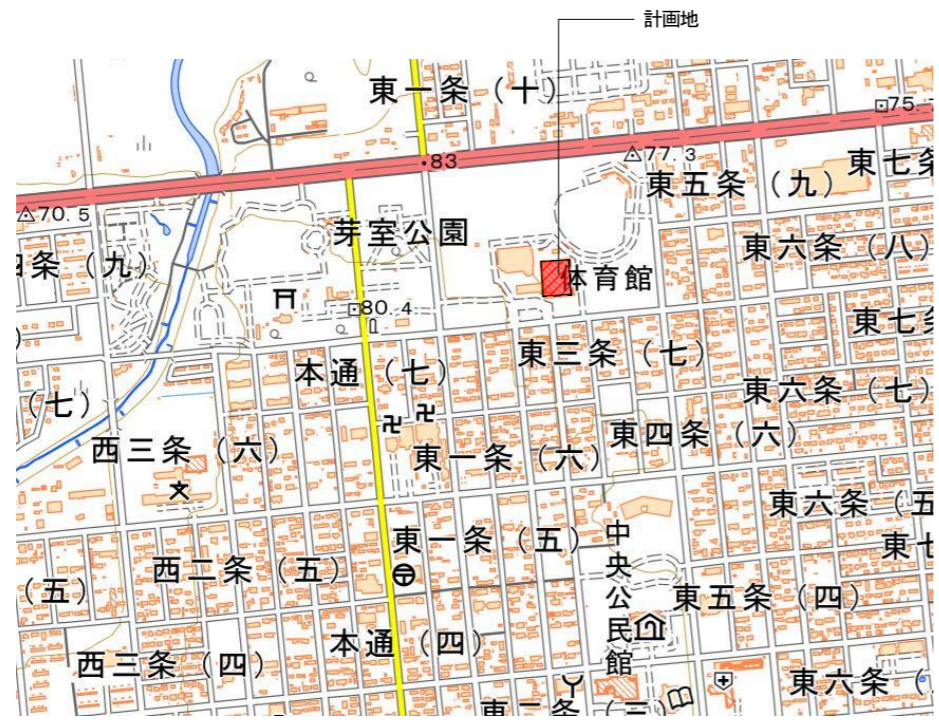 計画地
東一条（十）
75.
83
77.3
東七条
東五条（九）
70.5
芽室公園
東六条（八）
条（九）
体育館
80.4
東七条
東三条（七）
本通（七）
東六条（七）
（七）
東四条（六）
西三条（六）
東一条（六）
東六条（五
東一条（五）
中央公民館
東七
西二条（五）
（五）
東五条（四）
本通（四）
西三条（四）
東六条（
東二条（三）